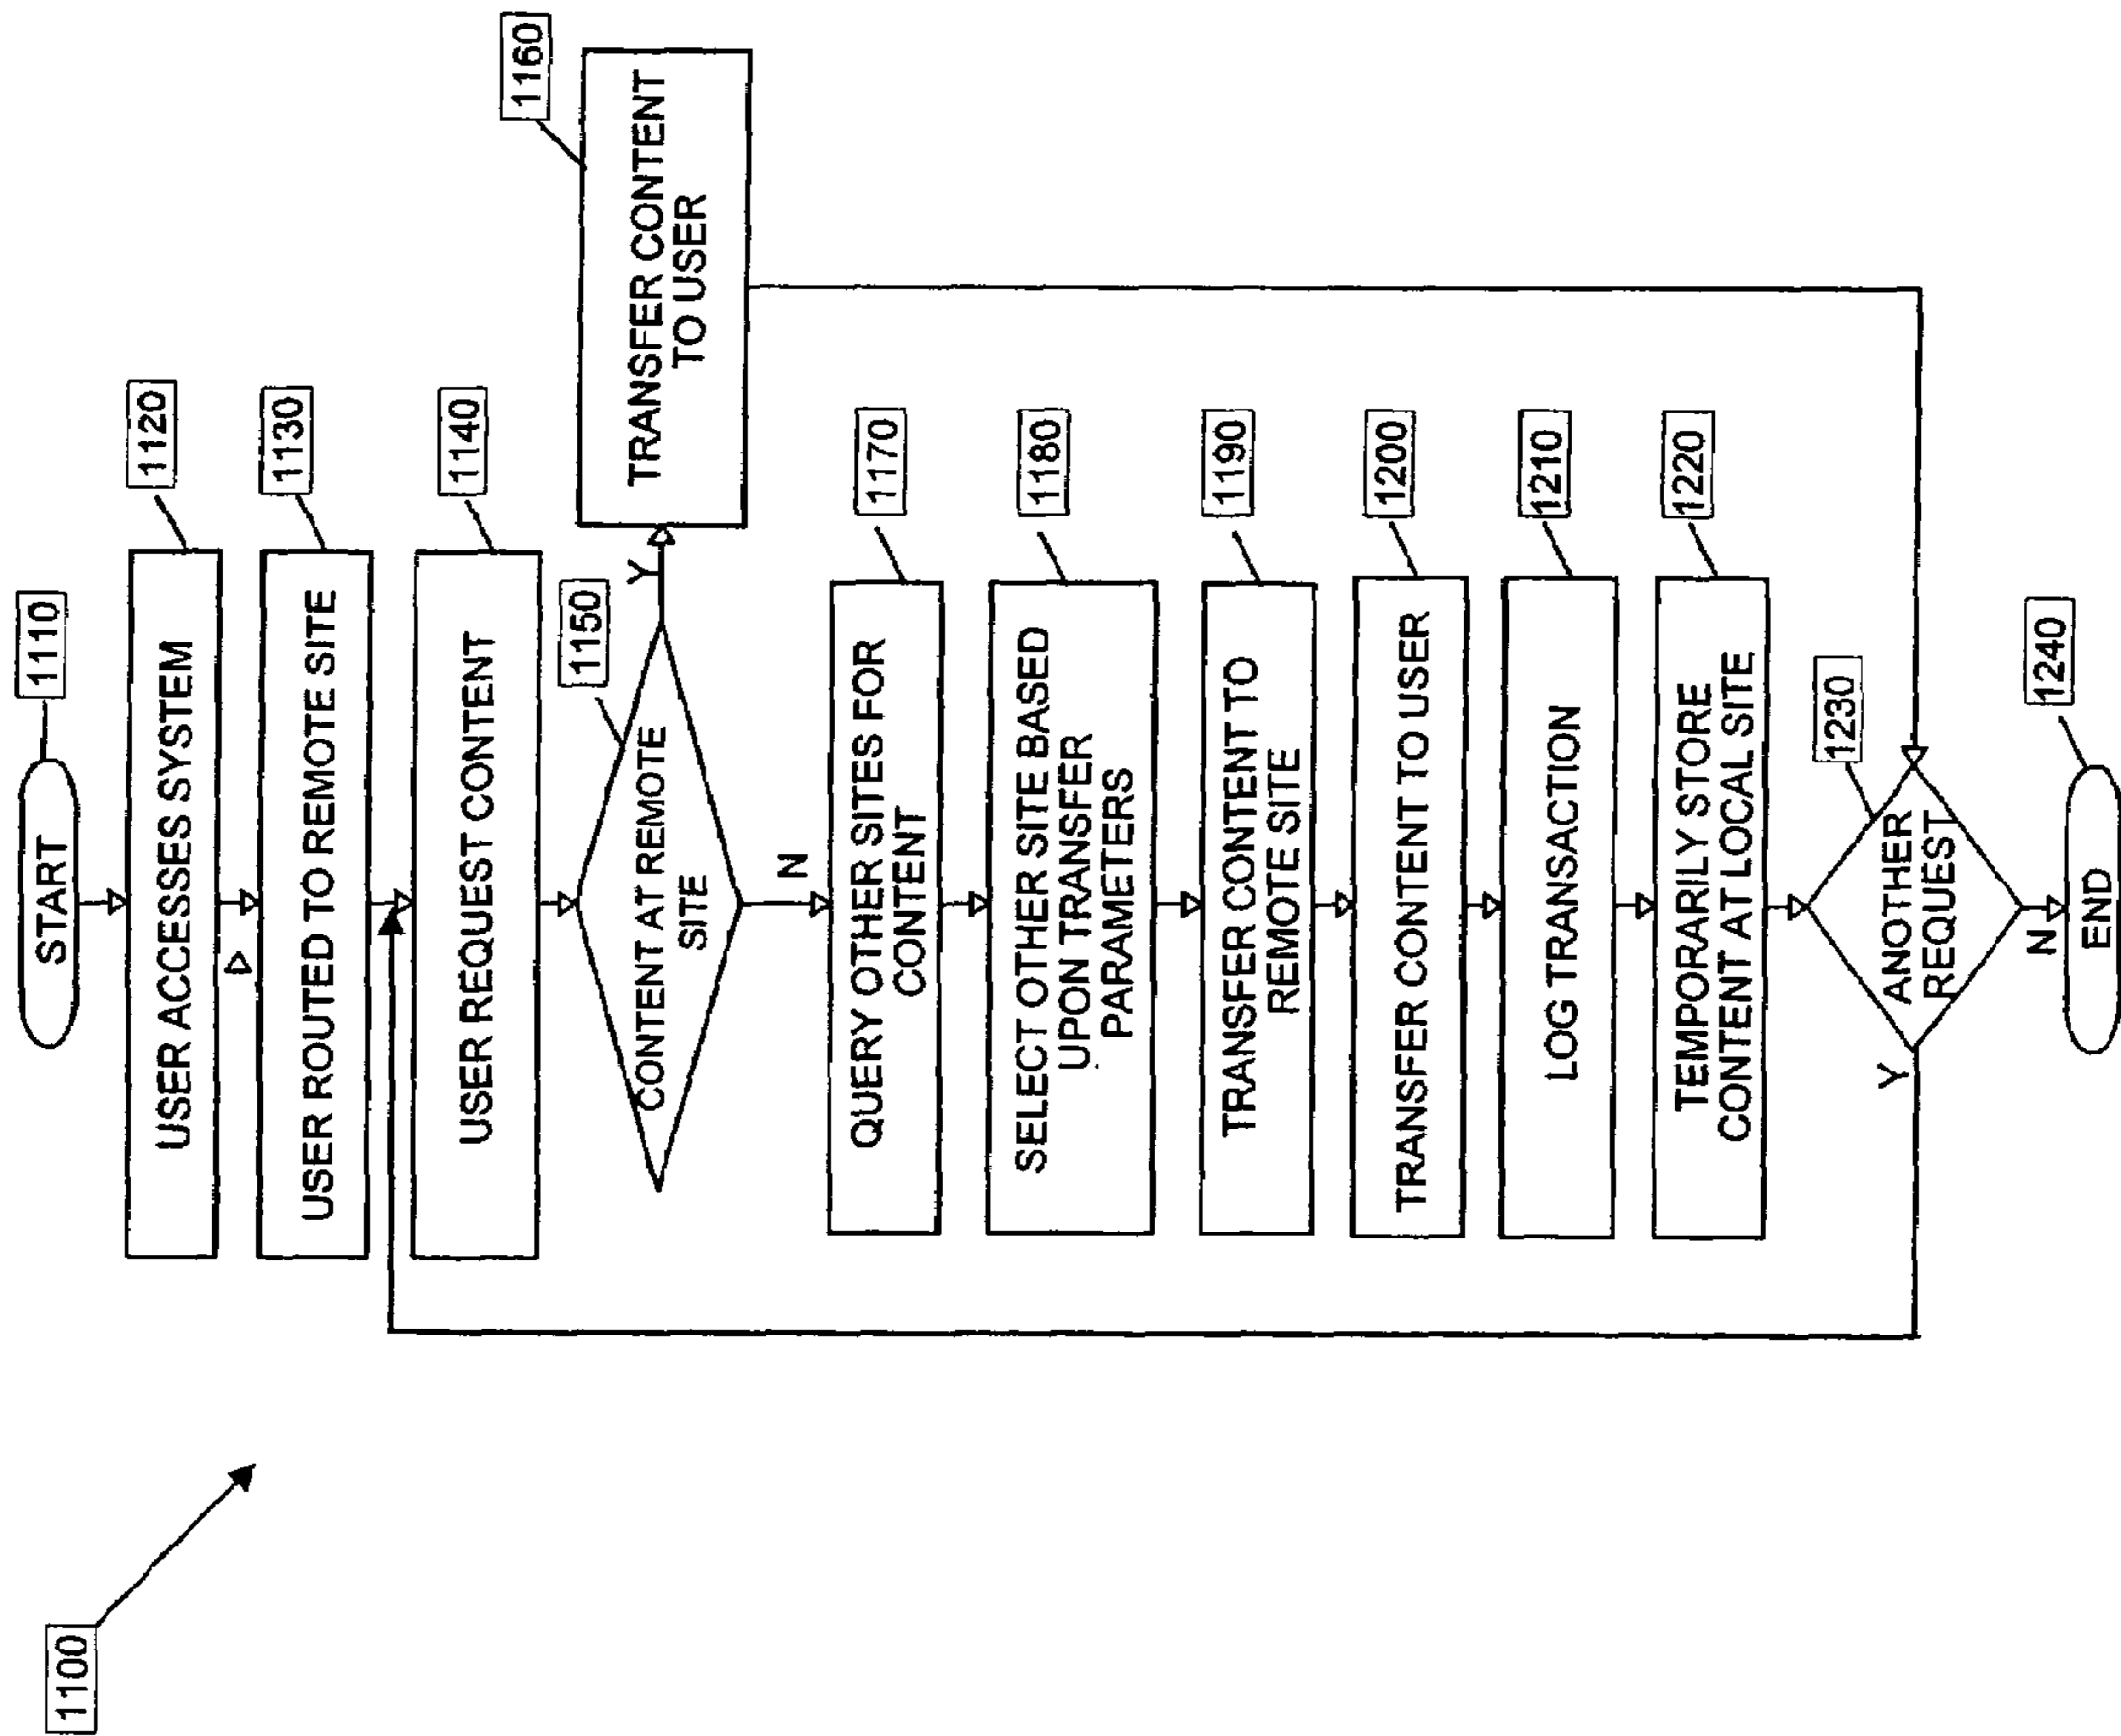 1100
START
1110
USER ACCESSES SYSTEM
1120
USER ROUTED TO REMOTE SITE
1130
USER REQUEST CONTENT
1140
CONTENT AT REMOTE
SITE
1150
Y
TRANSFER CONTENT
TO USER
1160
N
QUERY OTHER SITES FOR
CONTENT
1170
SELECT OTHER SITE BASED
UPON TRANSFER
PARAMETERS
1180
TRANSFER CONTENT TO
REMOTE SITE
1190
TRANSFER CONTENT TO USER
1200
LOG TRANSACTION
1210
TEMPORARILY STORE
CONTENT AT LOCAL SITE
1220
ANOTHER
REQUEST
1230
Y
N
END
1240